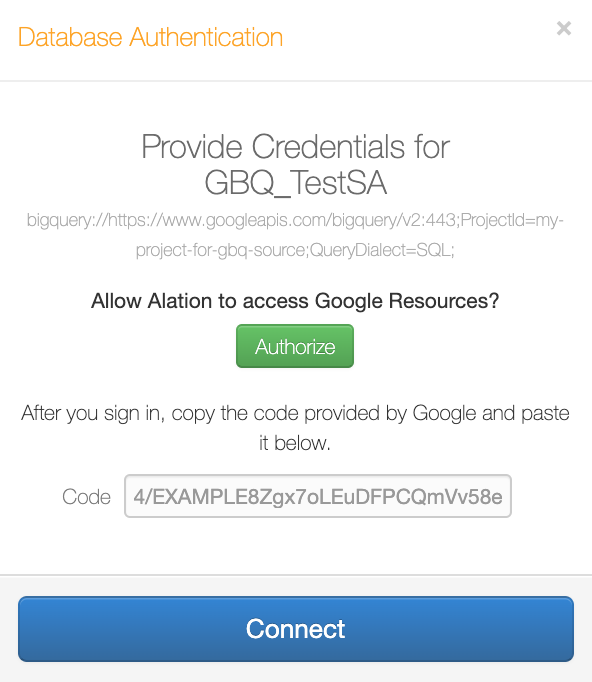 Database Authentication
×
Provide Credentials for
GBQ_TestSA
bigquery://https://www.googleapis.com/bigquery/v2:443;ProjectId=my-
project-for-gbq-source;QueryDialect=SQL;
Allow Alation to access Google Resources?
Authorize
After you sign in, copy the code provided by Google and paste
it below.
Code 4/EXAMPLE8Zgx7oLEuDFPCQmVv58e
Connect